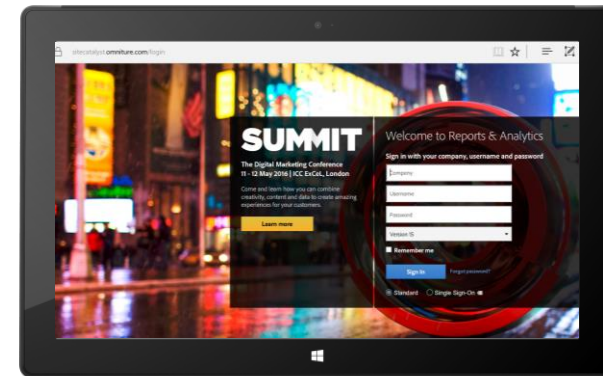 sitecatalyst.omniture.com/login
SUMMIT
The Digital Marketing Conference
11 - 12 May 2016 | ICC ExCeL, London
Come and learn how you can combine
creativity, content and data to create amazing
experiences for your customers.
Learn more
Welcome to Reports & Analytics
Sign in with your company, username and password
Company
Username
Password
Version 15
Remember me
Sign In
Forgot password?
Standard
Single Sign-On